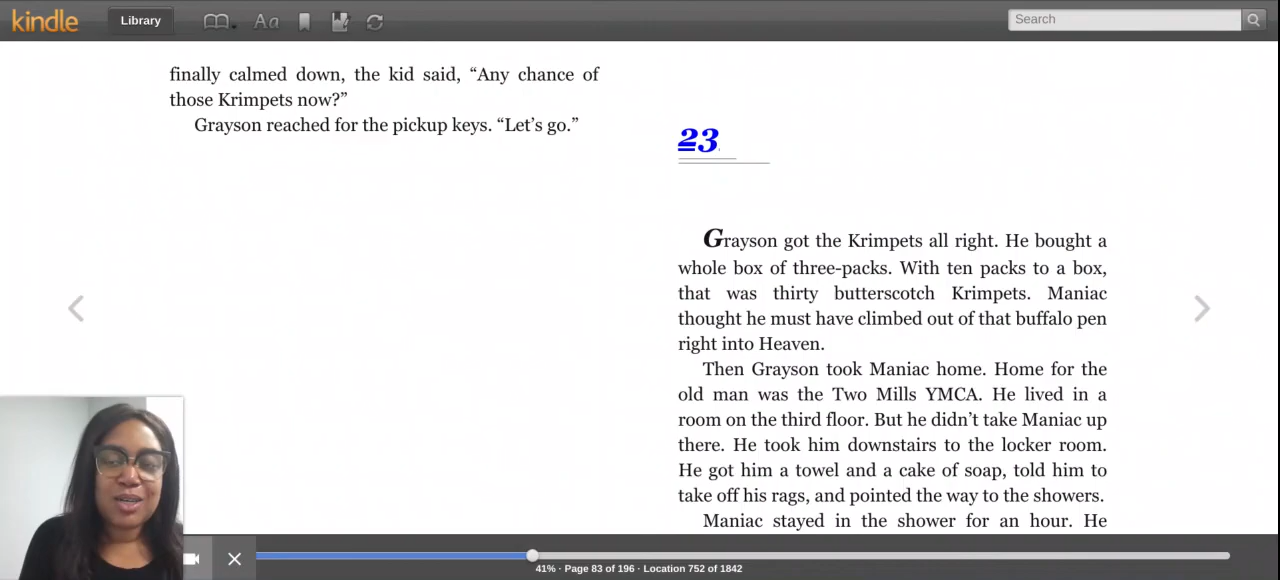 kindle
Library
Aa
Search
finally calmed down, the kid said, “Any chance of
those Krimpets now?”
Grayson reached for the pickup keys. “Let’s go.”
23
Grayson got the Krimpets all right. He bought a
whole box of three-packs. With ten packs to a box,
that was thirty butterscotch Krimpets. Maniac
thought he must have climbed out of that buffalo pen
right into Heaven.
Then Grayson took Maniac home. Home for the
old man was the Two Mills YMCA. He lived in a
room on the third floor. But he didn’t take Maniac up
there. He took him downstairs to the locker room.
He got him a towel and a cake of soap, told him to
take off his rags, and pointed the way to the showers.
Maniac stayed in the shower for an hour. He
41% · Page 83 of 196 · Location 752 of 1842